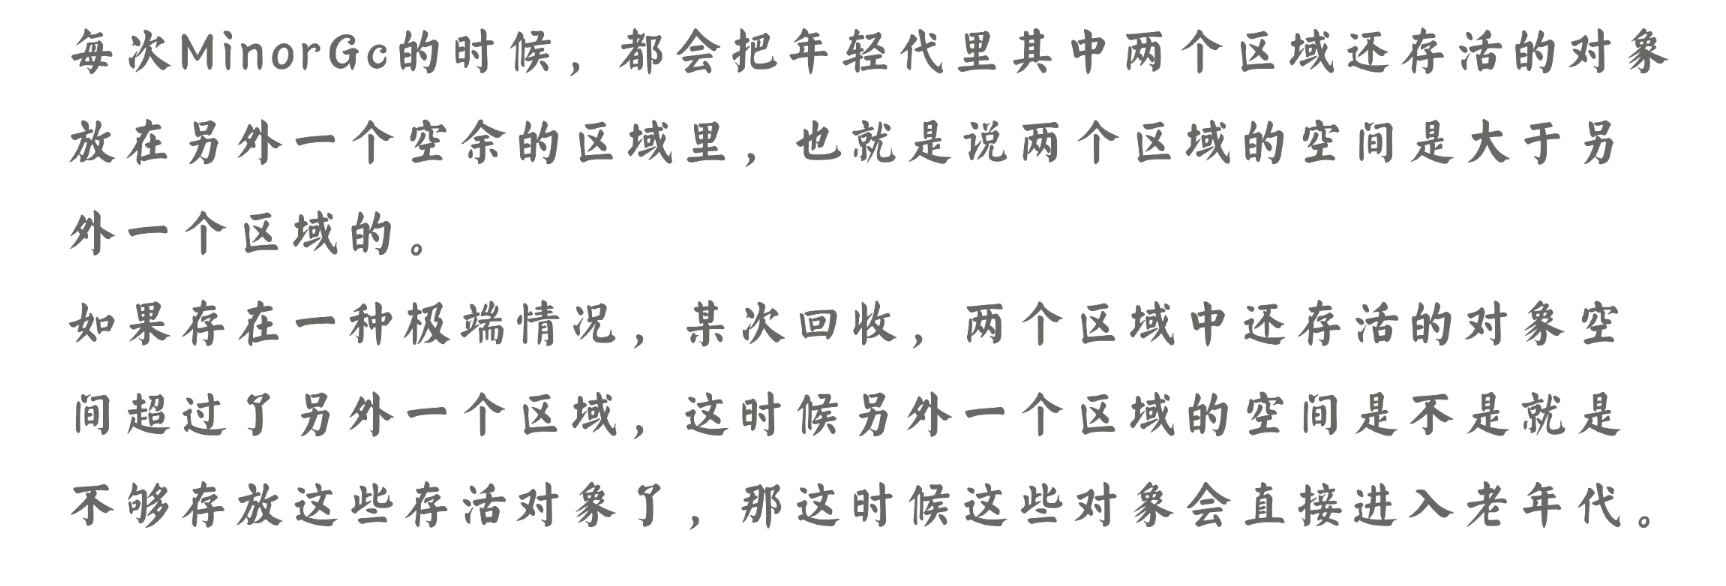 每次MinorGc的时候，都会把年轻代里其中两个区域还存活的对象
放在另外一个空余的区域里，也就是说两个区域的空间是大于另
外一个区域的。
如果存在一种极端情况，某次回收，两个区域中还存活的对象空
间超过了另外一个区域，这时候另外一个区域的空间是不是就是
不够存放这些存活对象了，那这时候这些对象会直接进入老年代。